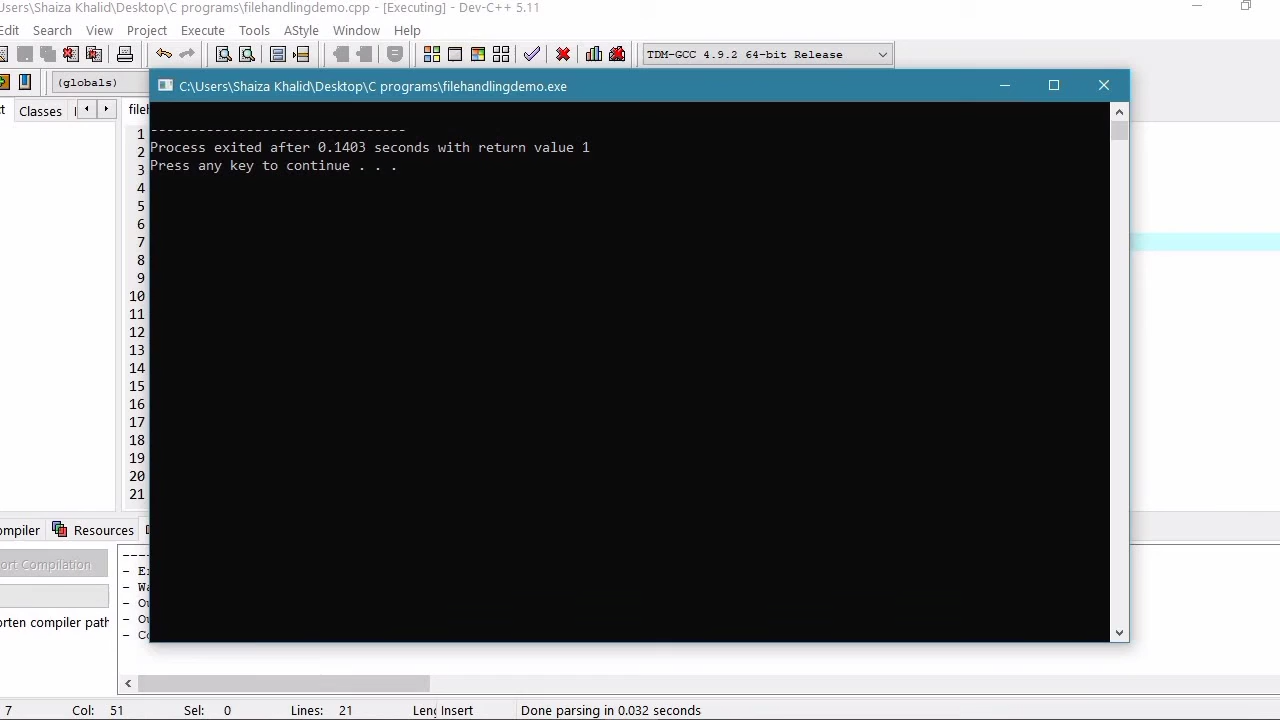 Users\Shaiza Khalid\Desktop\C programs\filehandlingdemo.cpp - [Executing] - Dev-C++ 5.11
Edit Search View Project Execute Tools AStyle Window Help
TDM-GCC 4.9.2 64-bit Release
(globals)
C:\Users\Shaiza Khalid\Desktop\C programs\filehandlingdemo.exe
Classes
--------------------------------
Process exited after 0.1403 seconds with return value 1
Press any key to continue . . .
1
2
3
4
5
6
7
8
9
10
11
12
13
14
15
16
17
18
19
20
21
ompiler Resources
ort Compilation
orten compiler path
7 Col: 51 Sel: 0 Lines: 21 Leng Insert Done parsing in 0.032 seconds